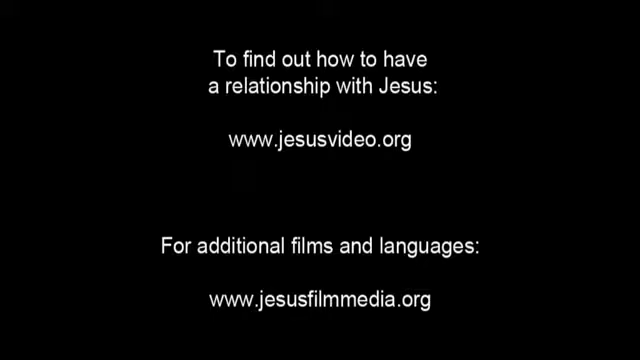 To find out how to have
a relationship with Jesus:
www.jesusvideo.org
For additional films and languages:
www.jesusfilmmedia.org